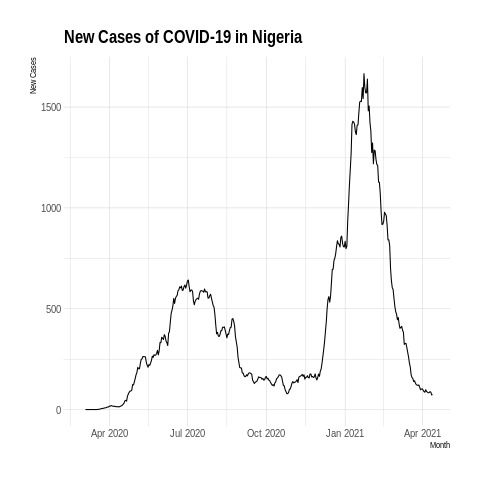 New Cases of COVID-19 in Nigeria
New Cases
1500
1000
500
0
Apr 2020 Jul 2020 Oct 2020 Jan 2021 Apr 2021
Month